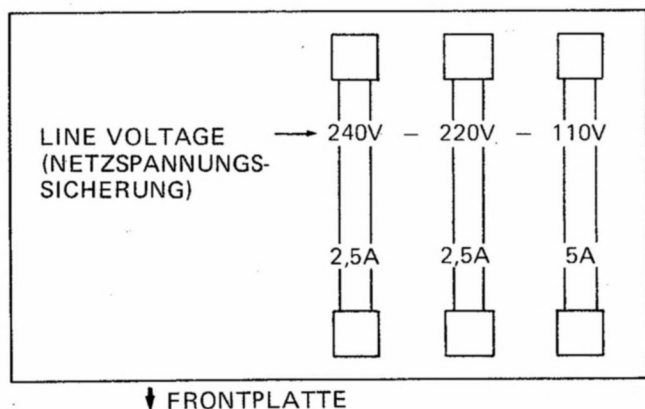 LINE VOLTAGE → 240V – 220V – 110V
(NETZSPANNUNGS-
SICHERUNG)
2,5A 2,5A 5A
↓ FRONTPLATTE